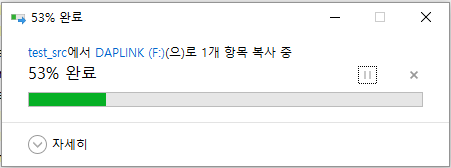 53% 완료
test_src에서 DAPLINK (F:)(으)로 1개 항목 복사 중
53% 완료
자세히